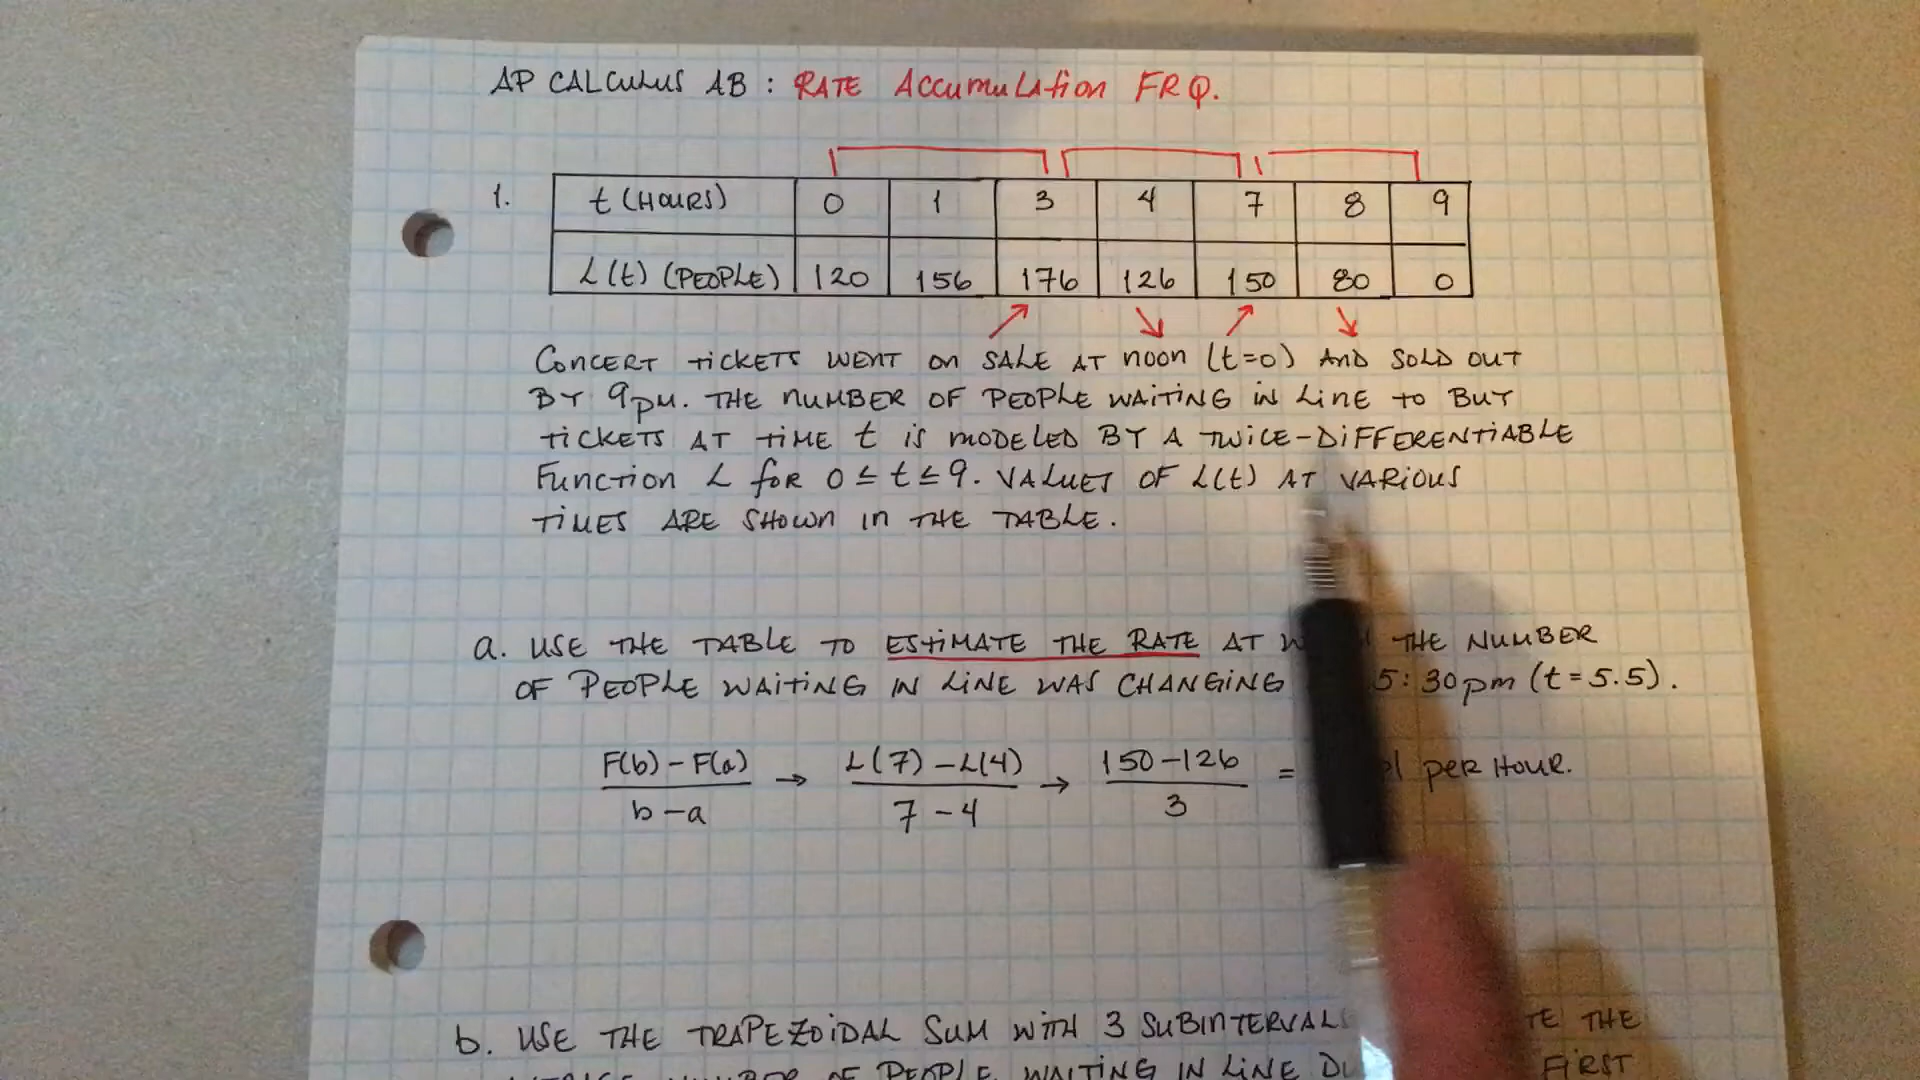 AP CALCULUS AB : RATE ACCUMULATION FRQ.
1.
t (HOURS) 0 1 3 4 7 8 9
L(t) (PEOPLE) 120 156 176 126 150 80 0
CONCERT TICKETS WENT ON SALE AT NOON (t=0) AND SOLD OUT
BY 9pm. THE NUMBER OF PEOPLE WAITING IN LINE TO BUY
TICKETS AT TIME t IS MODELED BY A TWICE-DIFFERENTIABLE
FUNCTION L FOR 0 ≤ t ≤ 9. VALUES OF L(t) AT VARIOUS
TIMES ARE SHOWN IN THE TABLE.
a. USE THE TABLE TO ESTIMATE THE RATE AT THE NUMBER
OF PEOPLE WAITING IN LINE WAS CHANGING 5:30pm (t=5.5).
F(b)-F(a) / b-a → L(7)-L(4) / 7-4 → 150-126 / 3 = per HOUR.
b. USE THE TRAPEZOIDAL SUM WITH 3 SUBINTERVALS THE
OF PEOPLE WAITING IN LINE FIRST